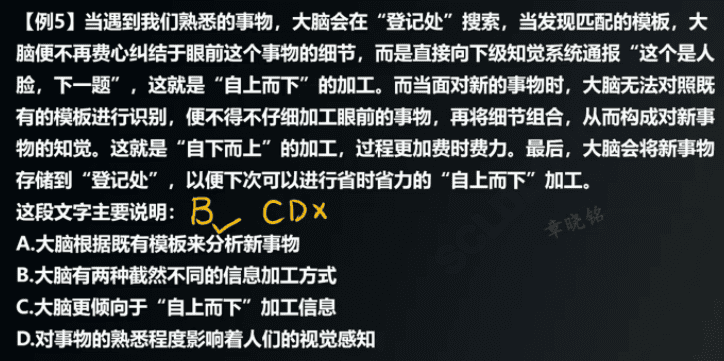 【例5】当遇到我们熟悉的事物，大脑会在“登记处”搜索，当发现匹配的模板，大
脑便不再费心纠结于眼前这个事物的细节，而是直接向下级知觉系统通报“这个是人
脸，下一题”，这就是“自上而下”的加工。而当面对新的事物时，大脑无法对照既
有的模板进行识别，便不得不仔细加工眼前的事物，再将细节组合，从而构成对新事
物的知觉。这就是“自下而上”的加工，过程更加费时费力。最后，大脑会将新事物
存储到“登记处”，以便下次可以进行省时省力的“自上而下”加工。
这段文字主要说明： B✓ CD×
章晓铭
A.大脑根据既有模板来分析新事物
B.大脑有两种截然不同的信息加工方式
C.大脑更倾向于“自上而下”加工信息
D.对事物的熟悉程度影响着人们的视觉感知